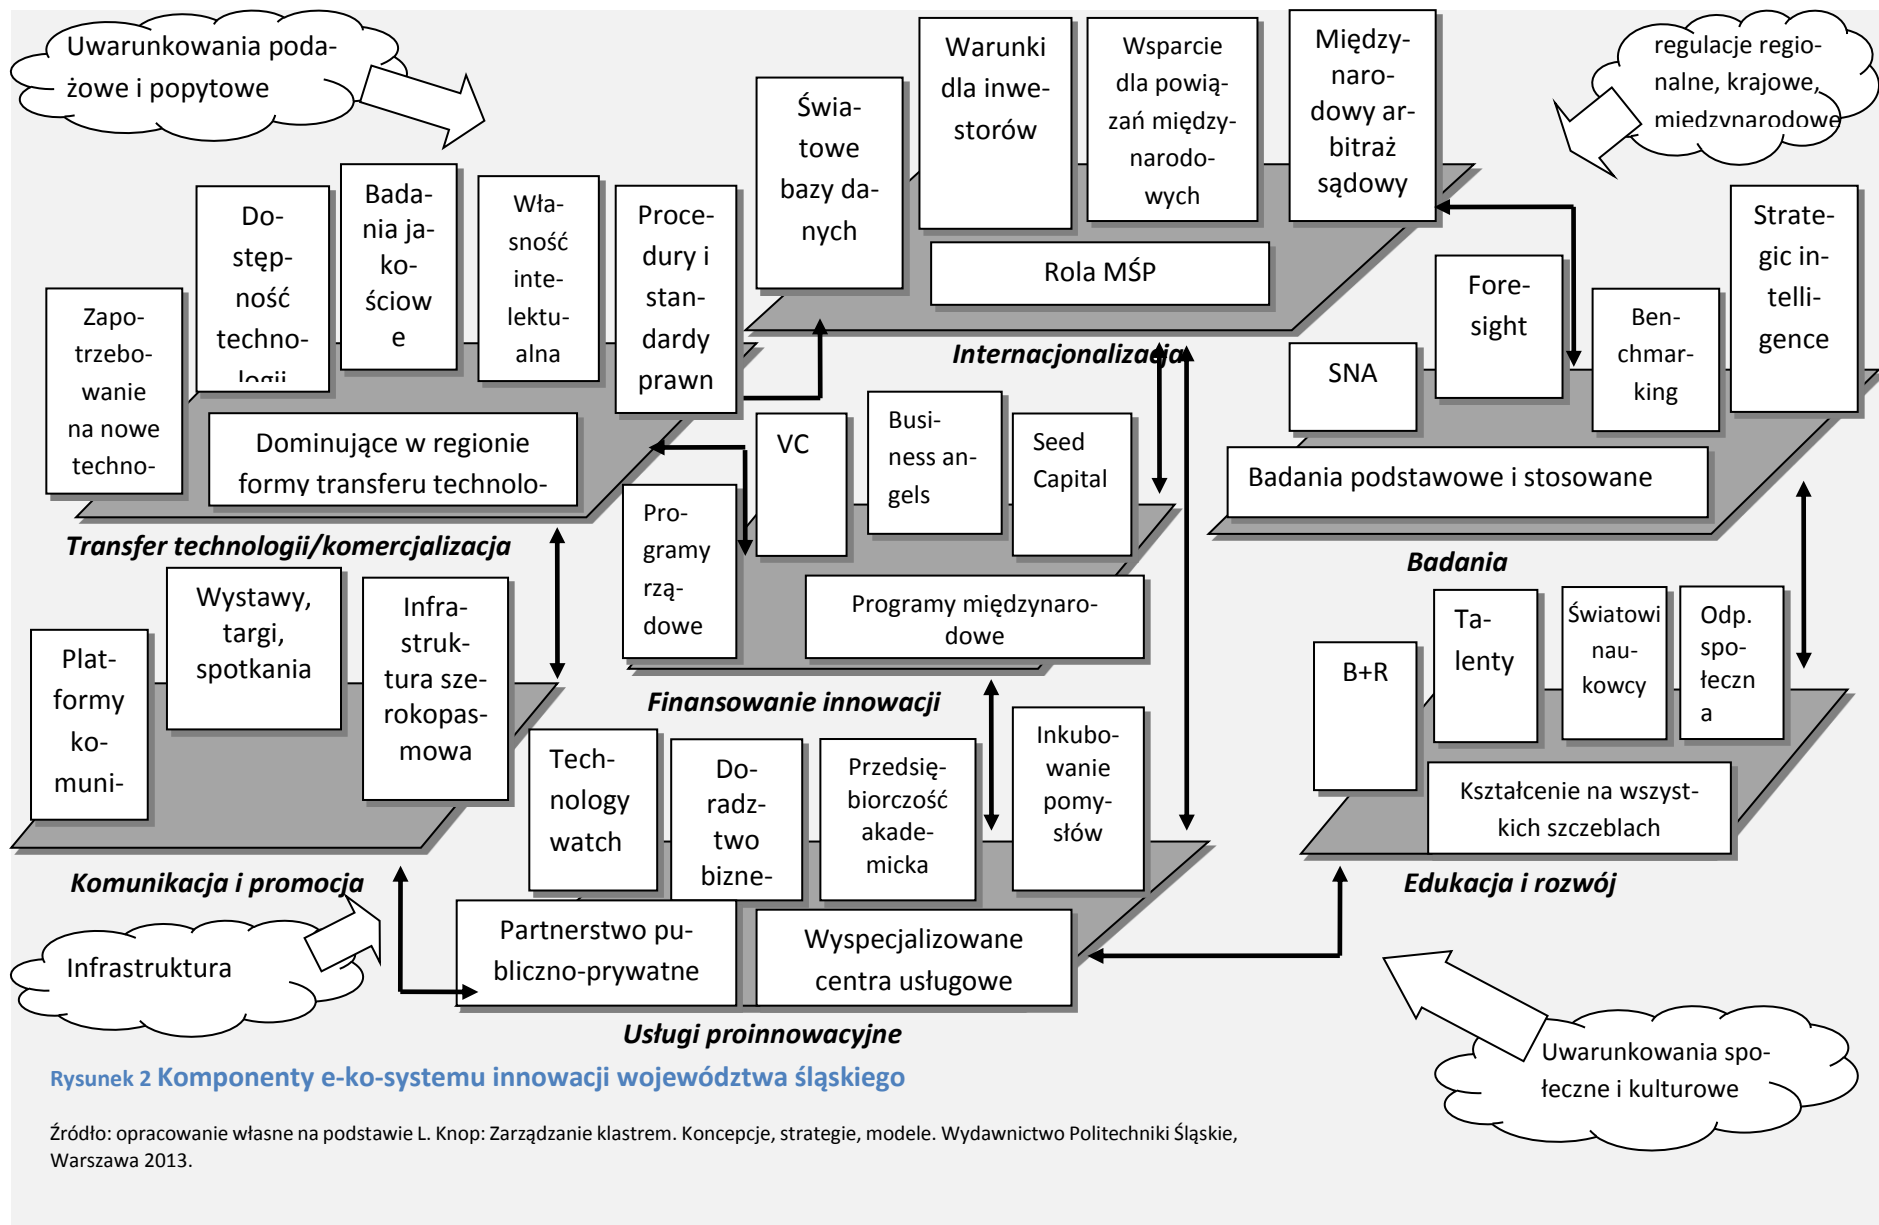 Uwarunkowania poda-
żowe i popytowe
regulacje regio-
nalne, krajowe,
międzynarodowe
Świa-
towe
bazy da-
nych
Warunki
dla inwe-
storów
Wsparcie
dla powią-
zań między-
narodo-
wych
Między-
naro-
dowy ar-
bitraż
sądowy
Rola MŚP
Internacjonalizacja
Zapo-
trzebo-
wanie
na nowe
techno-
Do-
stęp-
ność
techno-
logii
Bada-
nia ja-
ko-
ściow
e
Wła-
sność
inte-
lektu-
alna
Proce-
dury i
stan-
dardy
prawn
Dominujące w regionie
formy transferu technolo-
Transfer technologii/komercjalizacja
SNA
Fore-
sight
Ben-
chmar-
king
Strate-
gic in-
telli-
gence
Badania podstawowe i stosowane
Badania
Pro-
gramy
rzą-
dowe
VC
Busi-
ness an-
gels
Seed
Capital
Programy międzynaro-
dowe
Finansowanie innowacji
Plat-
formy
ko-
muni-
Wystawy,
targi,
spotkania
Infra-
struk-
tura sze-
rokopas-
mowa
Komunikacja i promocja
B+R
Ta-
lenty
Światowi
nau-
kowcy
Odp.
spo-
łeczn
a
Kształcenie na wszyst-
kich szczeblach
Edukacja i rozwój
Tech-
nology
watch
Do-
radz-
two
bizne-
Przedsię-
biorczość
akade-
micka
Inkubo-
wanie
pomy-
słów
Partnerstwo pu-
bliczno-prywatne
Wyspecjalizowane
centra usługowe
Usługi proinnowacyjne
Infrastruktura
Uwarunkowania spo-
łeczne i kulturowe
Rysunek 2 Komponenty e-ko-systemu innowacji województwa śląskiego
Źródło: opracowanie własne na podstawie L. Knop: Zarządzanie klastrem. Koncepcje, strategie, modele. Wydawnictwo Politechniki Śląskie,
Warszawa 2013.